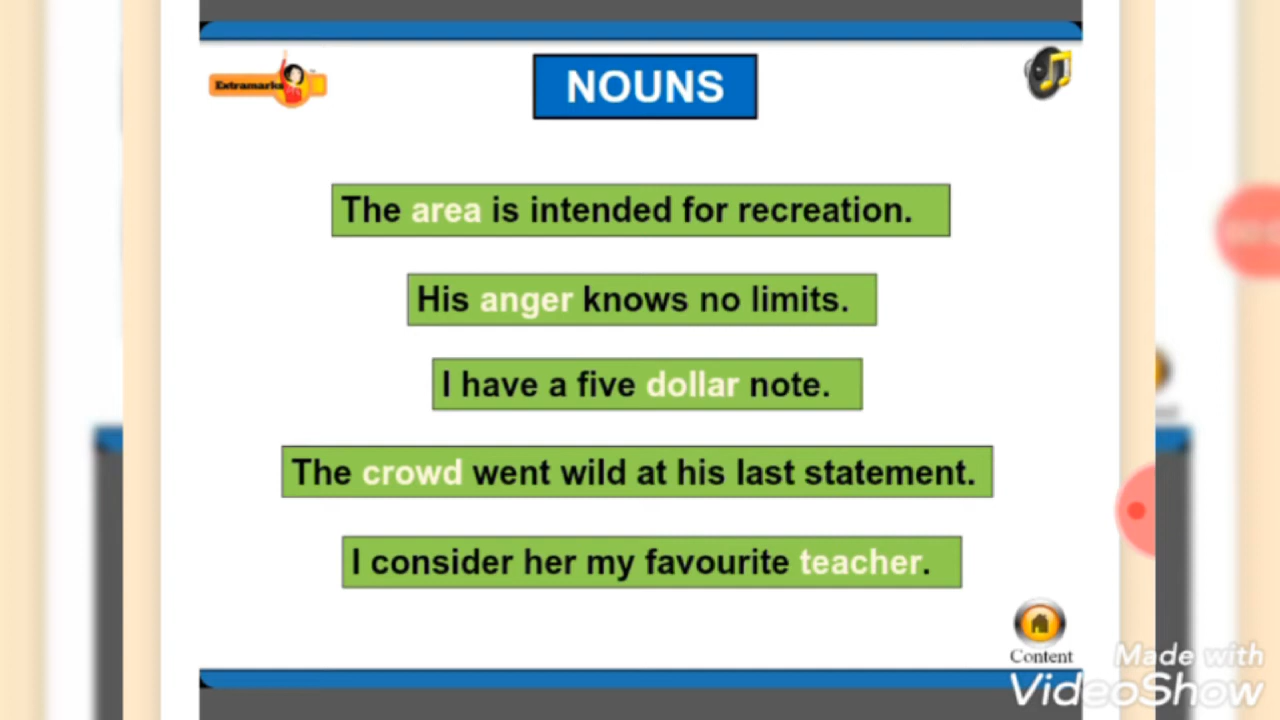 Extramarks
NOUNS
The area is intended for recreation.
His anger knows no limits.
I have a five dollar note.
The crowd went wild at his last statement.
I consider her my favourite teacher.
Content
Made with
VideoShow